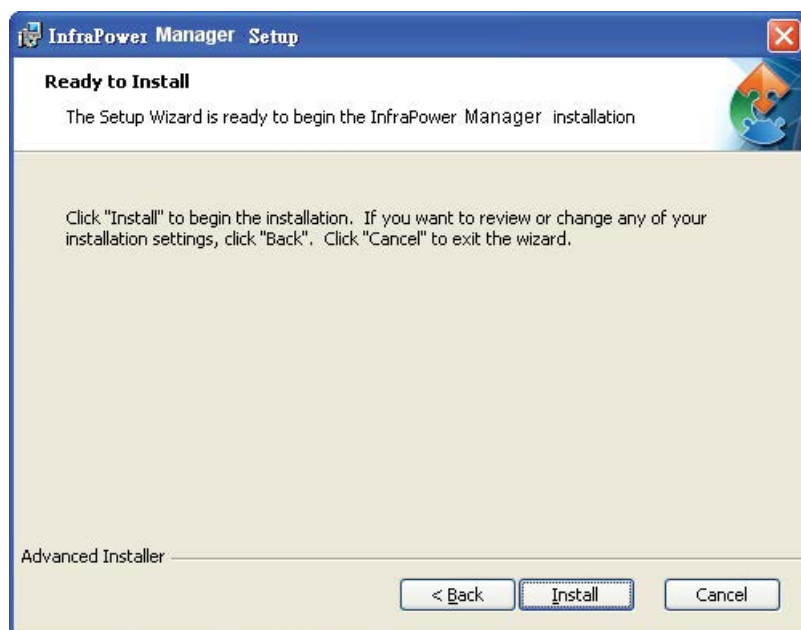 InfraPower Manager Setup
Ready to Install
The Setup Wizard is ready to begin the InfraPower Manager installation
Click "Install" to begin the installation. If you want to review or change any of your
installation settings, click "Back". Click "Cancel" to exit the wizard.
Advanced Installer
< Back
Install
Cancel